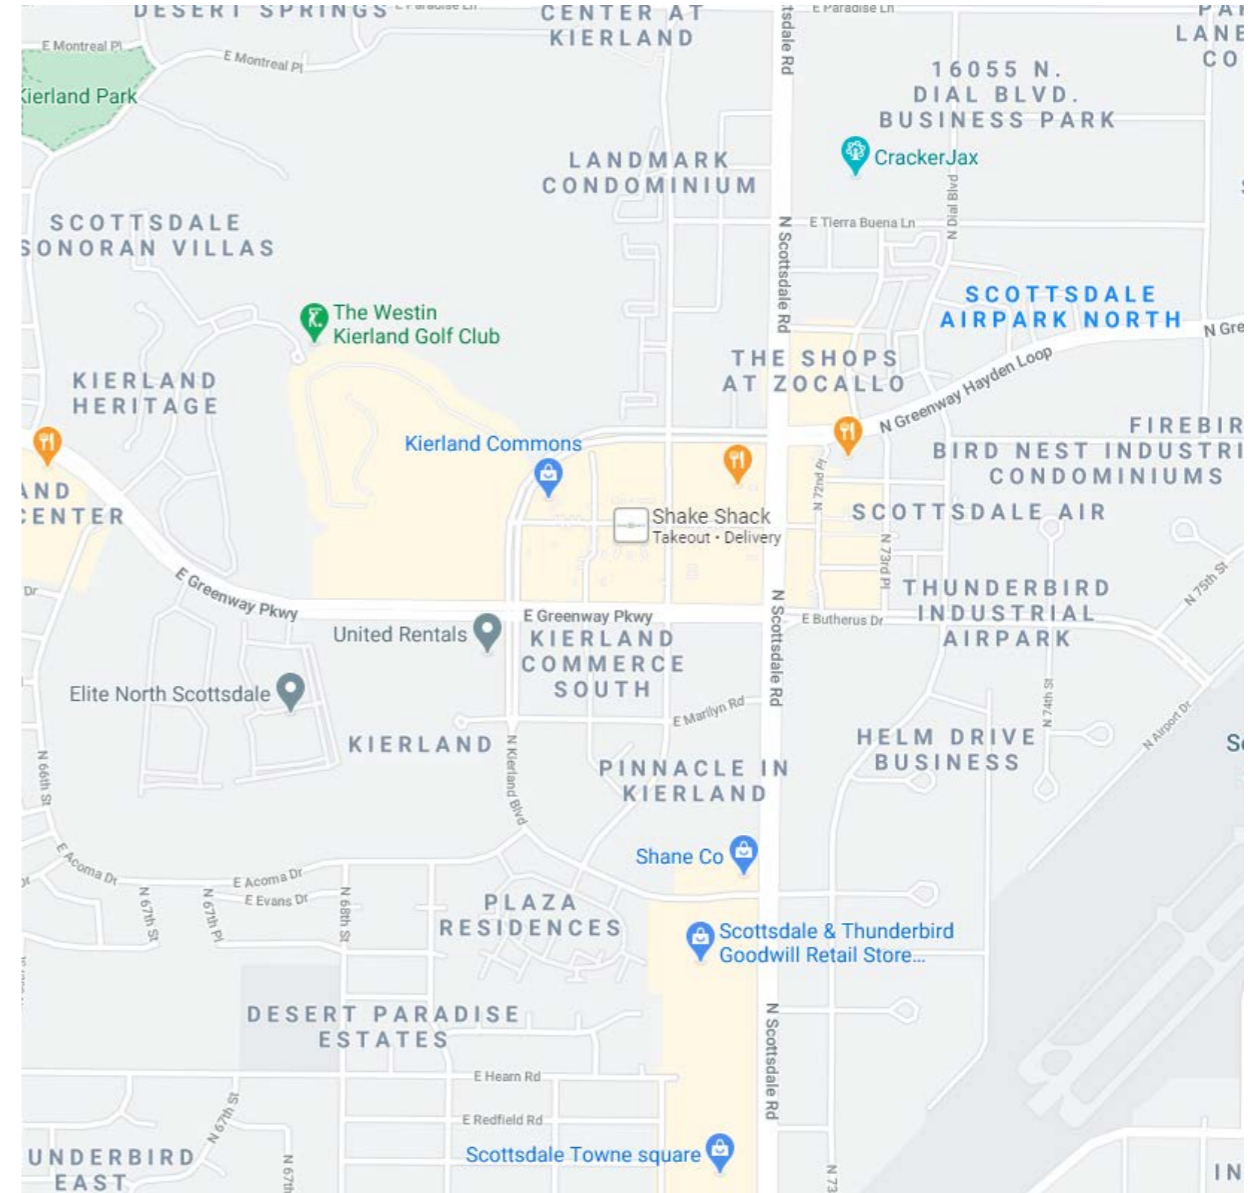 DESERT SPRINGS
E Paradise Ln
CENTER AT
KIERLAND
E Paradise Ln
E Montreal Pl
E Montreal Pl
Kierland Park
16055 N.
DIAL BLVD.
BUSINESS PARK
CrackerJax
LANDMARK
CONDOMINIUM
N Dial Blvd
SCOTTSDALE
SONORAN VILLAS
E Tierra Buena Ln
N Scottsdale Rd
SCOTTSDALE
AIRPARK NORTH
The Westin
Kierland Golf Club
THE SHOPS
AT ZOCALLO
N Greenway Hayden Loop
KIERLAND
HERITAGE
Kierland Commons
BIRD NEST INDUSTRI
CONDOMINIUMS
N 72nd Pl
SCOTTSDALE AIR
Shake Shack
Takeout • Delivery
N 73rd Pl
E Greenway Pkwy
E Greenway Pkwy
N Scottsdale Rd
E Butherus Dr
THUNDERBIRD
INDUSTRIAL
AIRPARK
N 75th St
United Rentals
KIERLAND
COMMERCE
SOUTH
Elite North Scottsdale
E Marilyn Rd
N 74th St
N Airport Dr
KIERLAND
N Kierland Blvd
HELM DRIVE
BUSINESS
PINNACLE IN
KIERLAND
N 66th St
Shane Co
E Acoma Dr
E Acoma Dr
E Evans Dr
N 67th St
N 67th Pl
N 68th St
PLAZA
RESIDENCES
Scottsdale & Thunderbird
Goodwill Retail Store...
DESERT PARADISE
ESTATES
N Scottsdale Rd
E Hearn Rd
E Redfield Rd
N 67th St
Scottsdale Towne square
UNDERBIRD
EAST
N 67th
N 73
IN